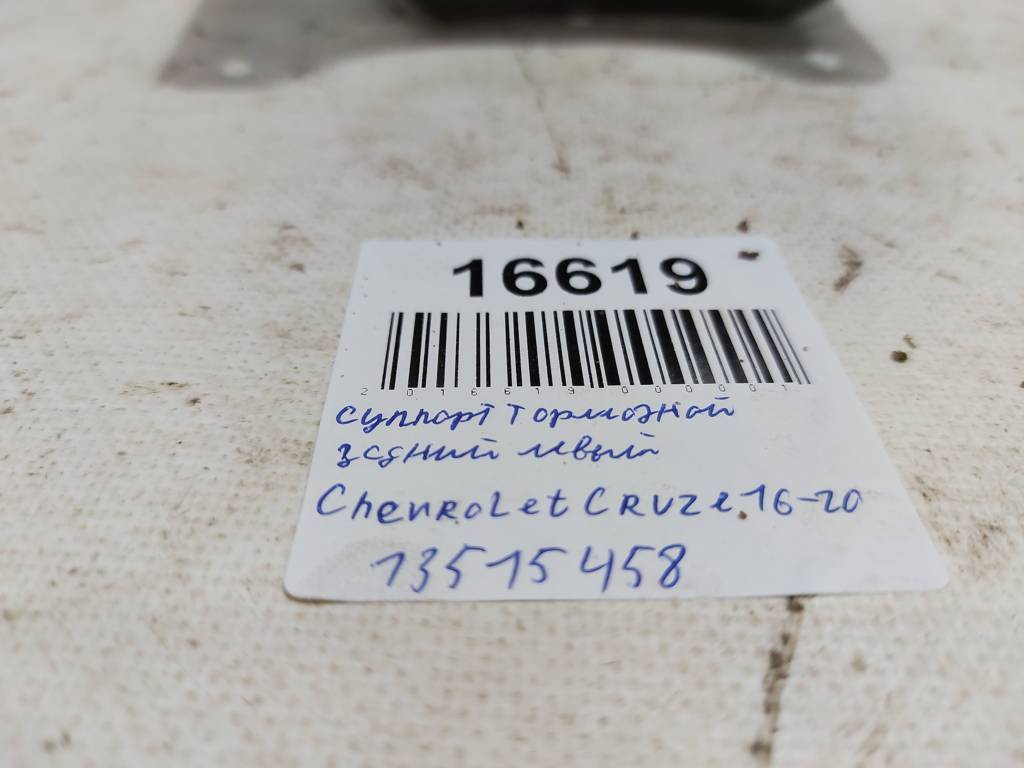 16619
2016619000001
суппорт тормозной
задний левый
Chevrolet CRuze 16-20
13515458